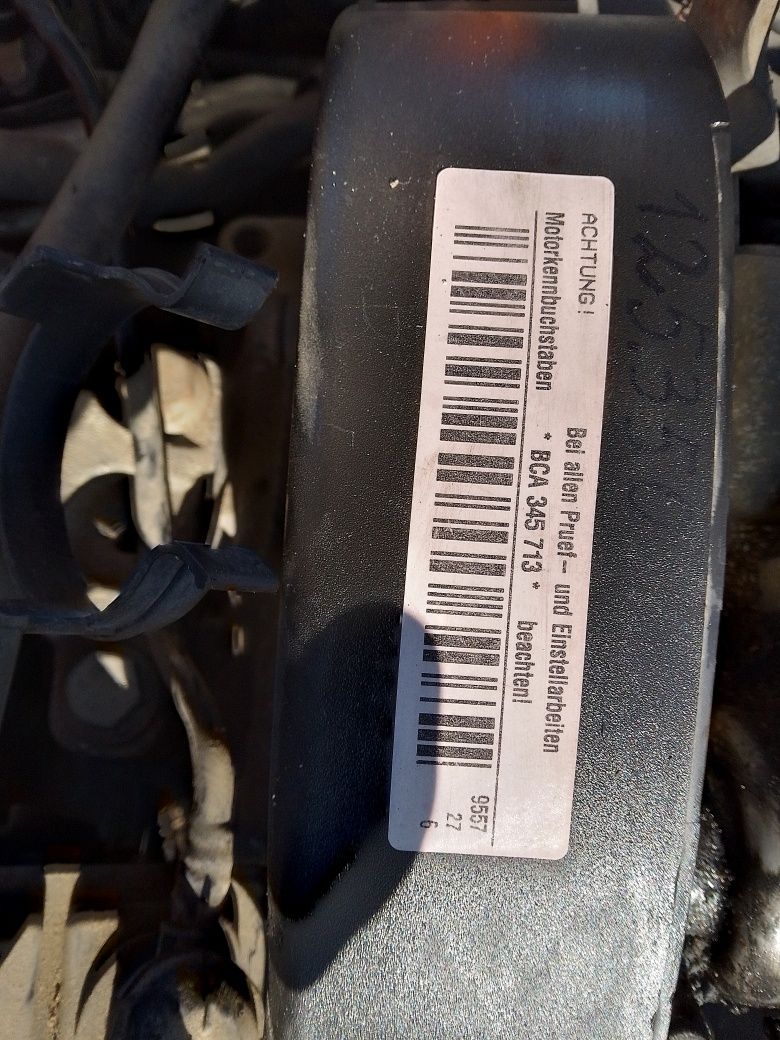 ACHTUNG!
Bei allen Pruef- und Einstellarbeiten
Motorkennbuchstaben * BCA 345 713 * beachten!
9557
27
6